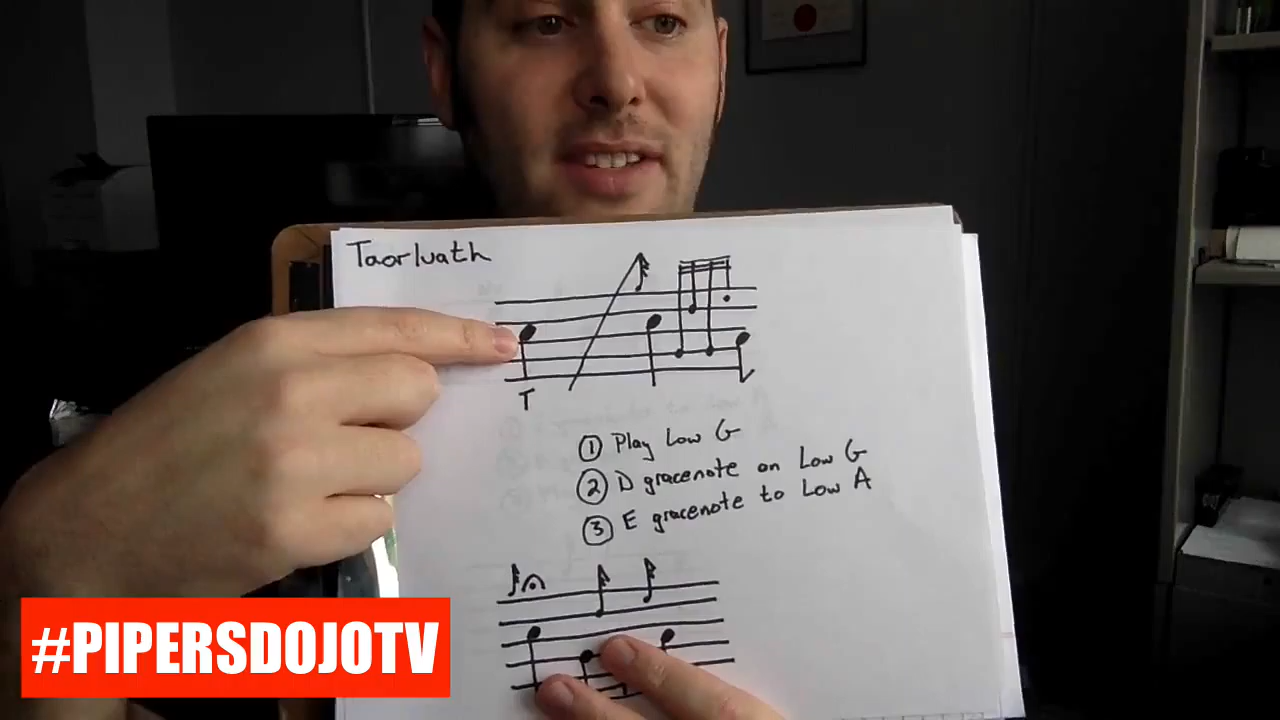 Taorluath
T
① Play Low G
② D gracenote on Low G
③ E gracenote to Low A
#PIPERSDOJOTV